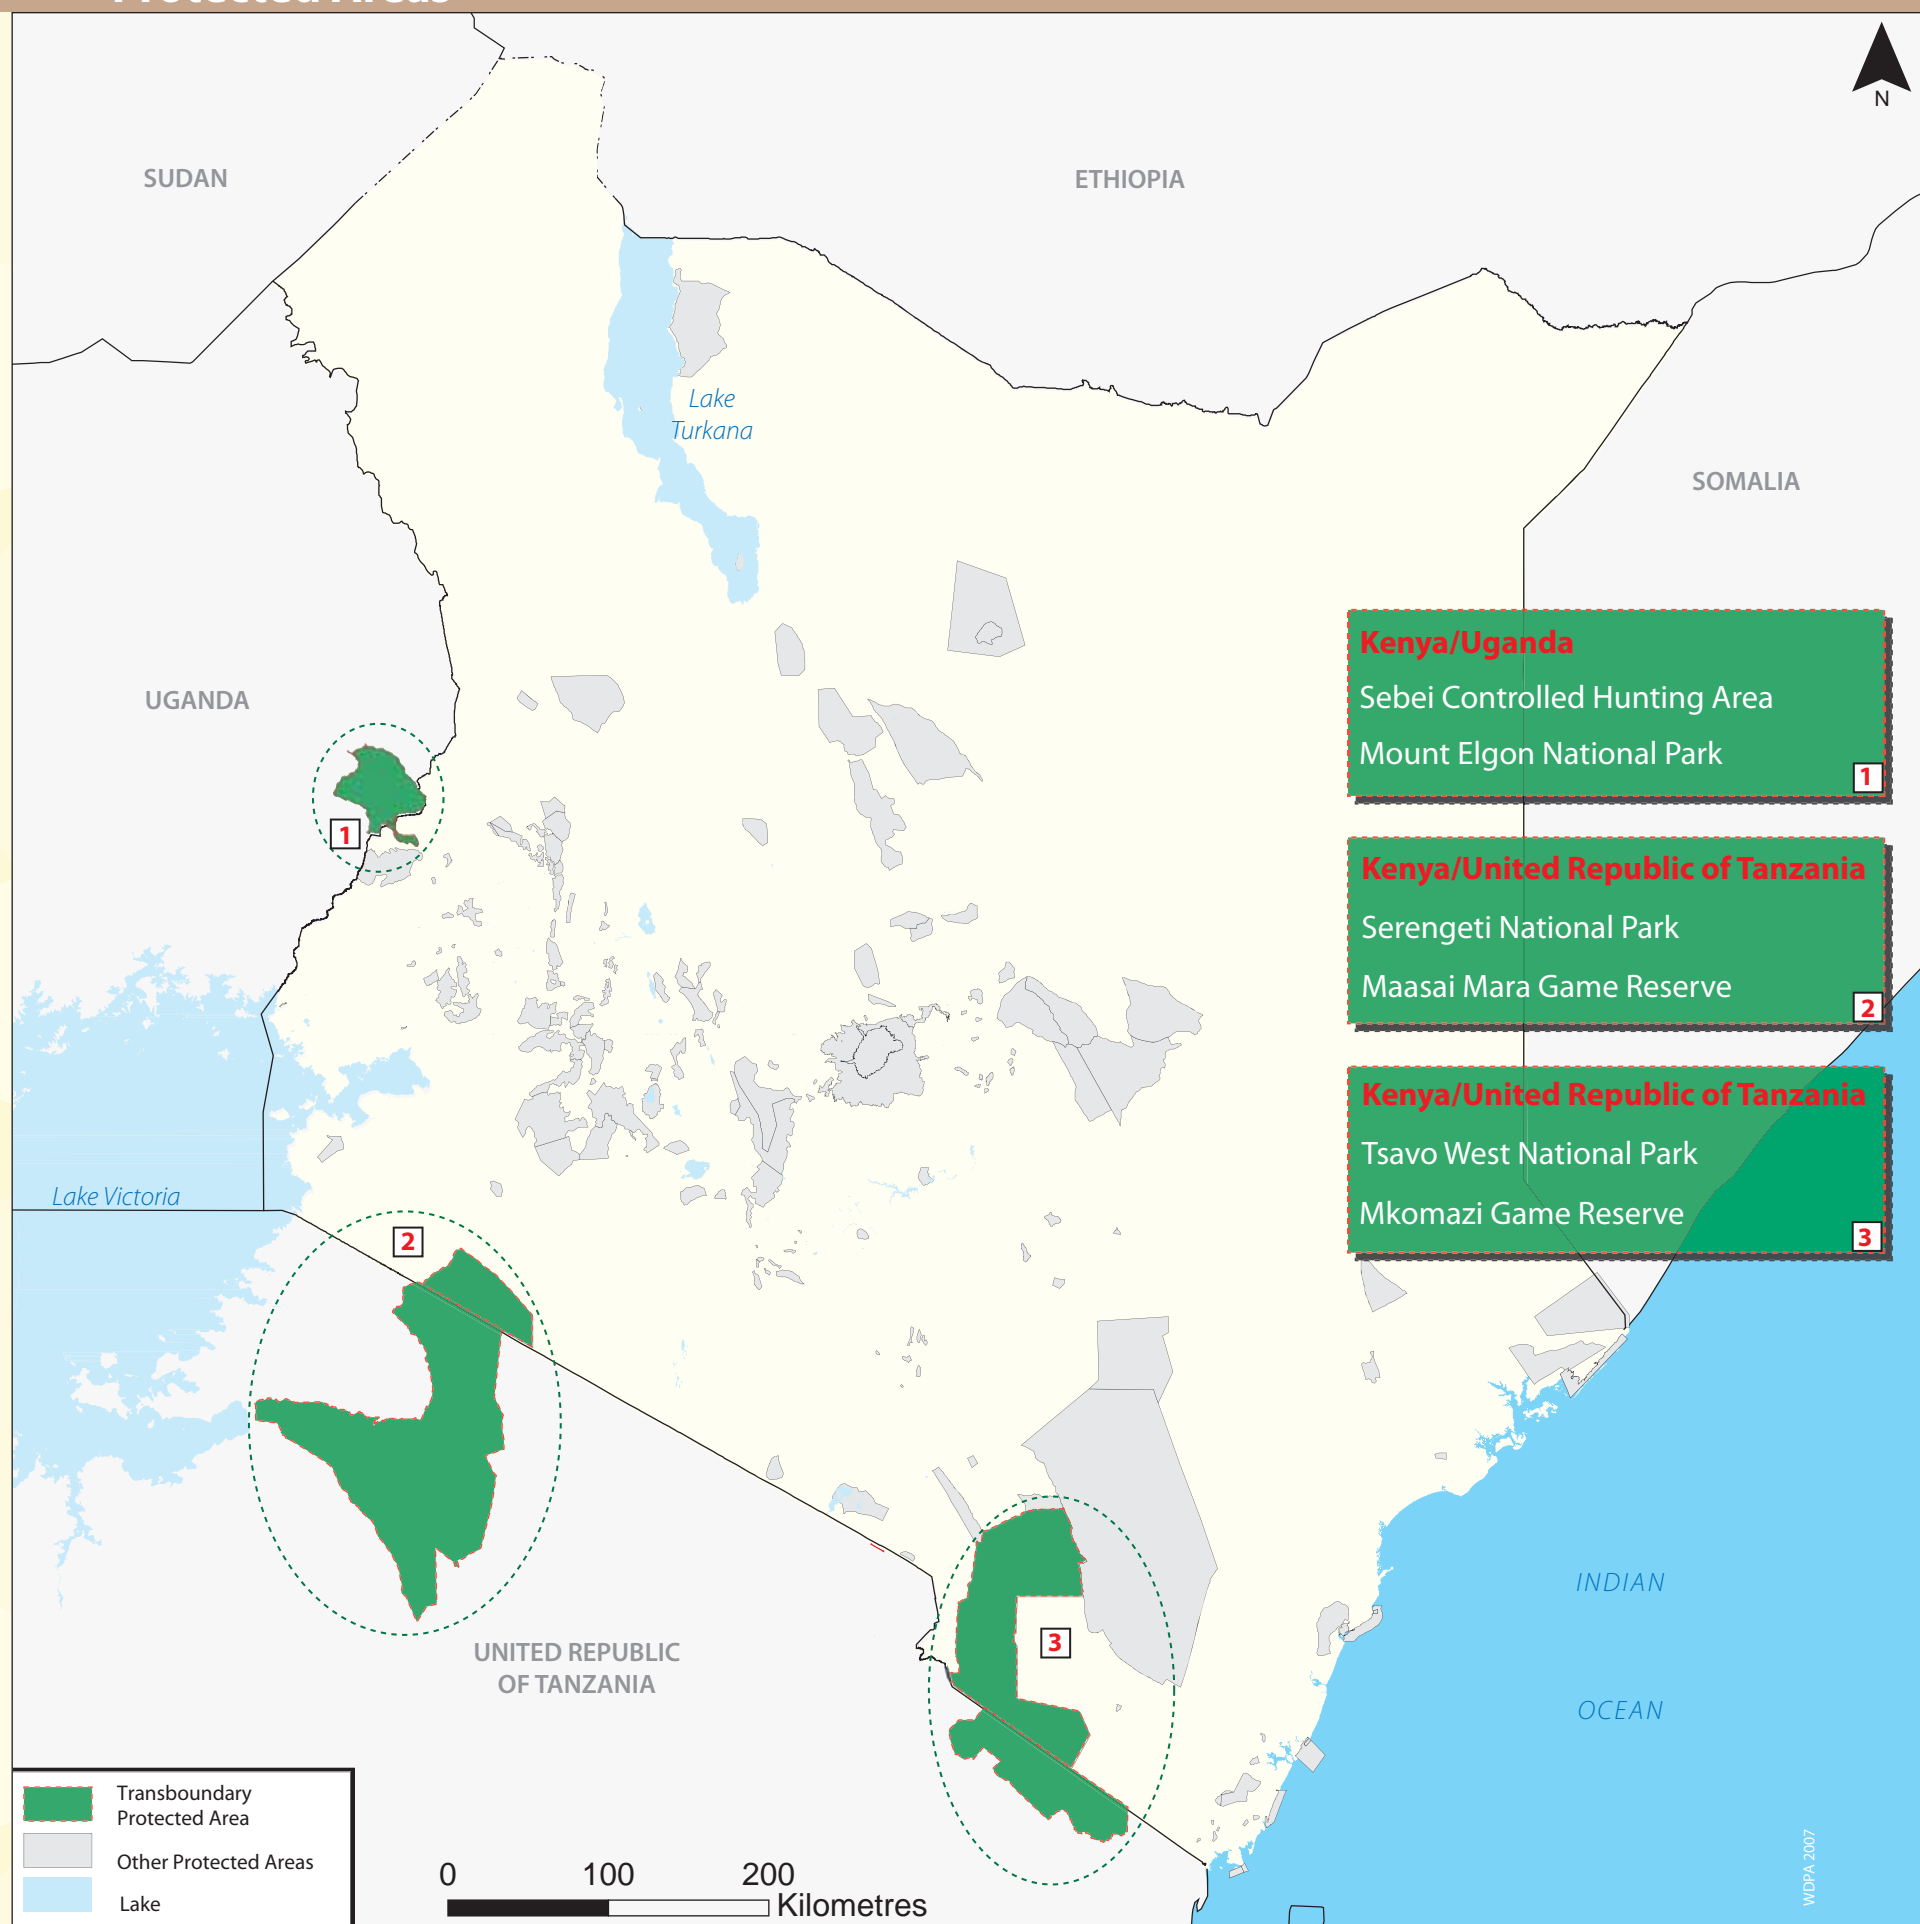 Protected Areas
N
SUDAN
ETHIOPIA
Lake
Turkana
SOMALIA
UGANDA
Kenya/Uganda
Sebei Controlled Hunting Area
Mount Elgon National Park
1
1
Kenya/United Republic of Tanzania
Serengeti National Park
Maasai Mara Game Reserve
2
Kenya/United Republic of Tanzania
Tsavo West National Park
Mkomazi Game Reserve
3
Lake Victoria
2
INDIAN
OCEAN
3
UNITED REPUBLIC
OF TANZANIA
Transboundary
Protected Area
Other Protected Areas
Lake
0 100 200
Kilometres
WDPA 2007